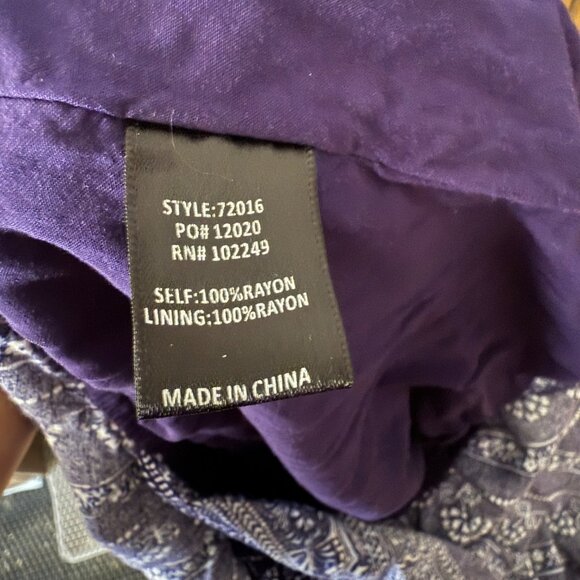 STYLE:72016
PO# 12020
RN# 102249
SELF:100%RAYON
LINING:100%RAYON
MADE IN CHINA